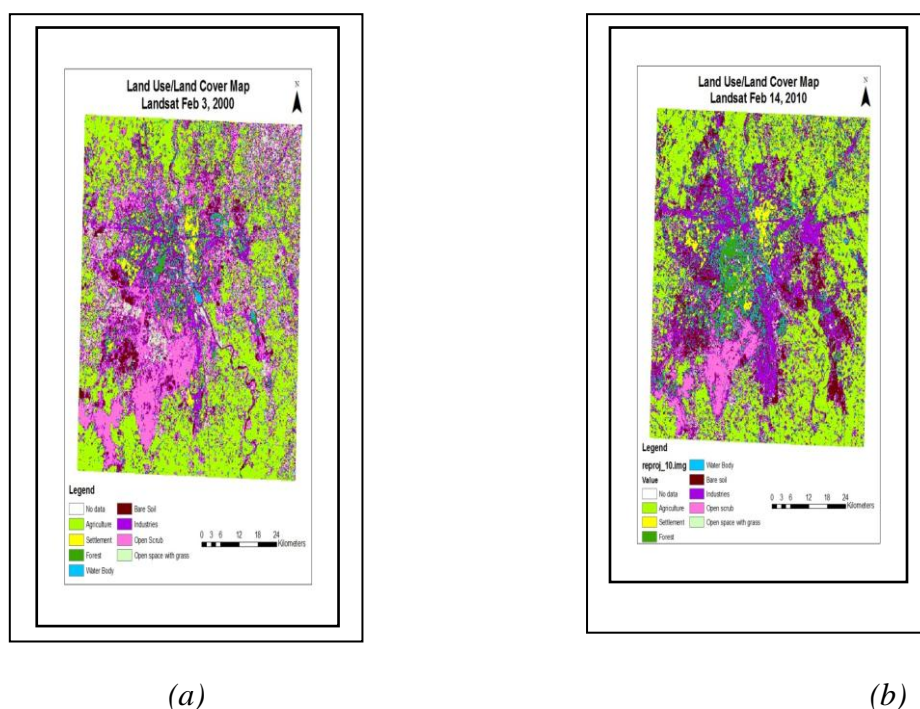 Land Use/Land Cover Map
Landsat Feb 3, 2000
N
Legend
No data
Agriculture
Settlement
Forest
Water Body
Bare Soil
Industries
Open Scrub
Open space with grass
0 3 6 12 18 24
Kilometers
(a)
Land Use/Land Cover Map
Landsat Feb 14, 2010
N
Legend
reproj_10.img
Value
No data
Agriculture
Settlement
Forest
Water Body
Bare soil
Industries
Open scrub
Open space with grass
0 3 6 12 18 24
Kilometers
(b)